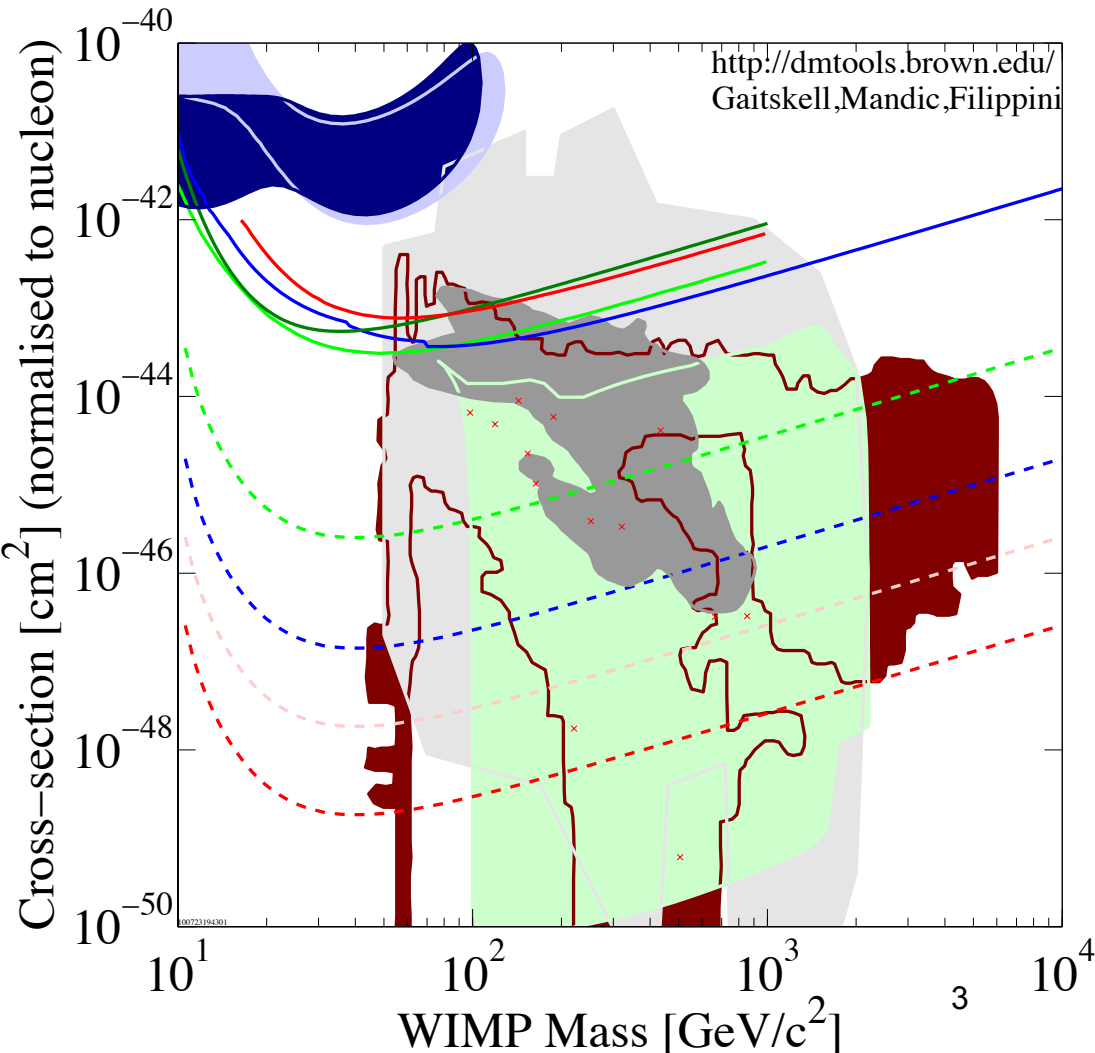 http://dmtools.brown.edu/
Gaitskell,Mandic,Filippini
Cross−section [cm²] (normalised to nucleon)
10⁻⁴⁰
10⁻⁴²
10⁻⁴⁴
10⁻⁴⁶
10⁻⁴⁸
10⁻⁵⁰
100723194301
10¹ 10² 10³ 10⁴
3
WIMP Mass [GeV/c²]